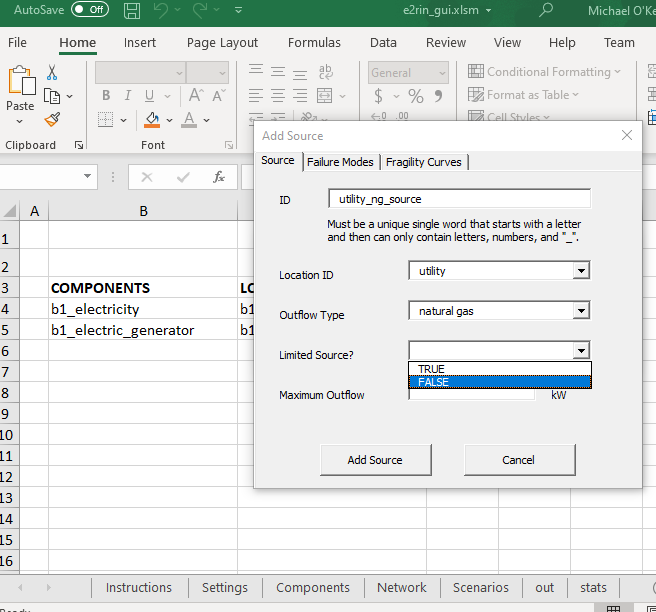 AutoSave Off e2rin_gui.xlsm Michael O'Ke
File Home Insert Page Layout Formulas Data Review View Help Team
Paste
B I U A A General Conditional Formatting
$ % 9 Format as Table
Cell Styles
Clipboard Font
Add Source
Source Failure Modes Fragility Curves
fx
ID utility_ng_source
A B
Must be a unique single word that starts with a letter
and then can only contain letters, numbers, and "_".
1
2
Location ID utility
3 COMPONENTS LO
4 b1_electricity b1
Outflow Type natural gas
5 b1_electric_generator b1
6
Limited Source?
7 TRUE
FALSE
8
Maximum Outflow kW
9
10
11 Add Source Cancel
12
13
14
15
16
Instructions Settings Components Network Scenarios out stats